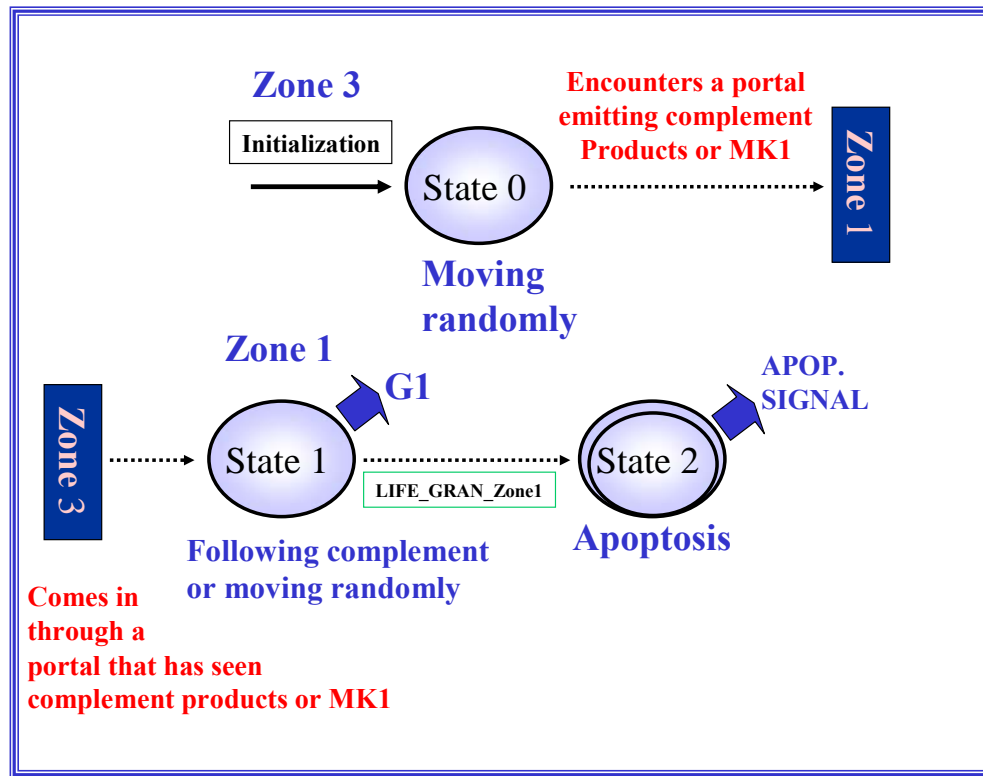 Zone 3
Initialization
State 0
Moving
randomly
Encounters a portal
emitting complement
Products or MK1
Zone 1
Zone 3
Zone 1
G1
State 1
Following complement
or moving randomly
LIFE_GRAN_Zone1
State 2
Apoptosis
APOP.
SIGNAL
Comes in
through a
portal that has seen
complement products or MK1